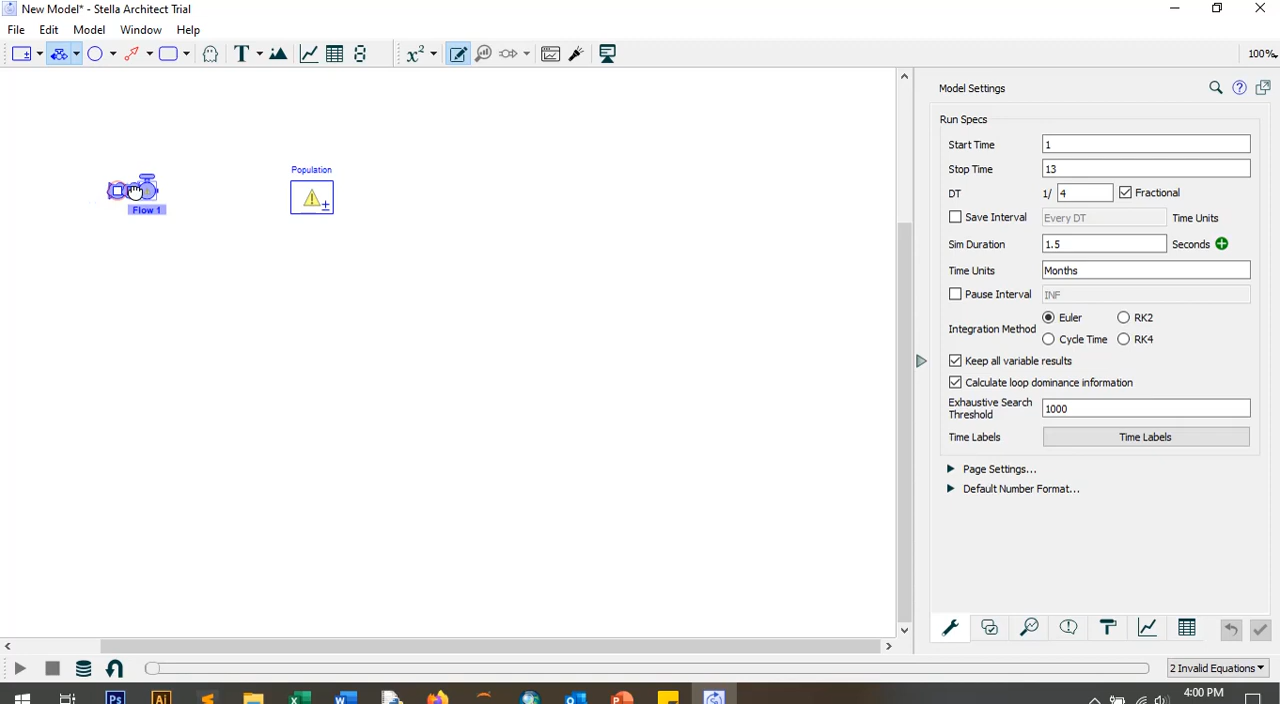 New Model* - Stella Architect Trial
File Edit Model Window Help
T x² 100%
Model Settings
Run Specs
Population
Start Time 1
Stop Time 13
DT 1/ 4 Fractional
Flow 1
Save Interval Every DT Time Units
Sim Duration 1.5 Seconds
Time Units Months
Pause Interval INF
Integration Method Euler RK2
Cycle Time RK4
Keep all variable results
Calculate loop dominance information
Exhaustive Search
Threshold 1000
Time Labels Time Labels
Page Settings...
Default Number Format...
2 Invalid Equations
Ps Ai
4:00 PM